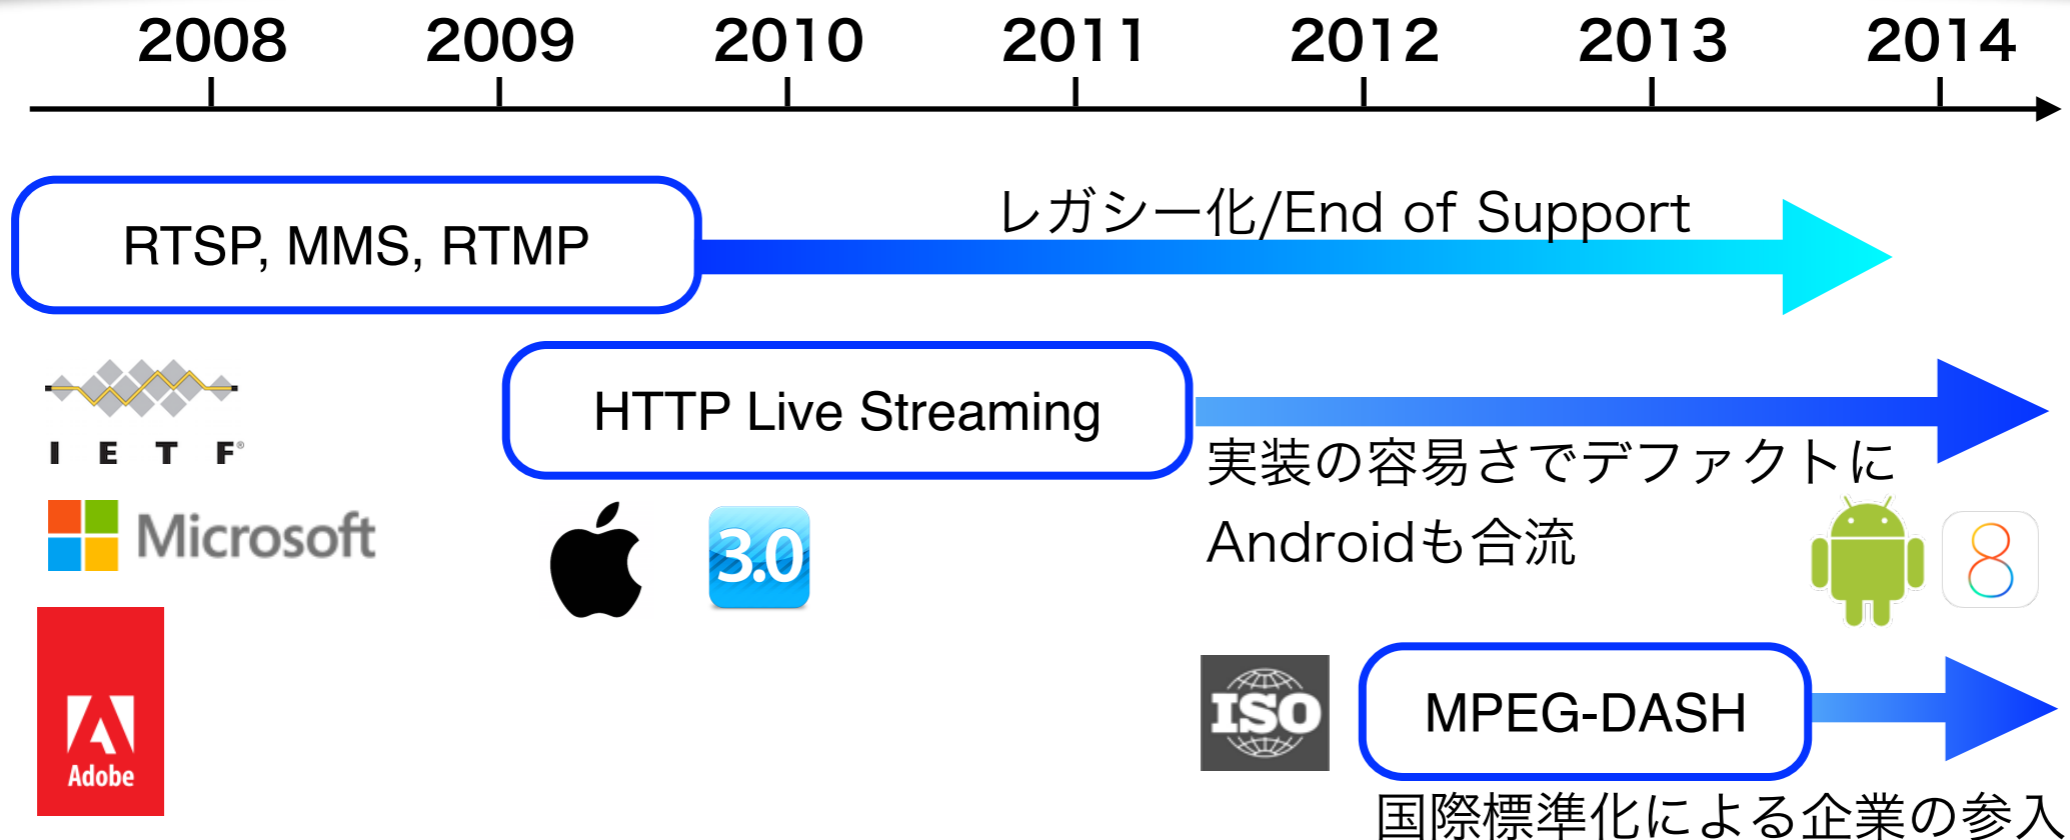 2008 2009 2010 2011 2012 2013 2014
レガシー化/End of Support
RTSP, MMS, RTMP
HTTP Live Streaming
I E T F®
実装の容易さでデファクトに
Microsoft
3.0
Androidも合流
8
ISO
MPEG-DASH
Adobe
国際標準化による企業の参入